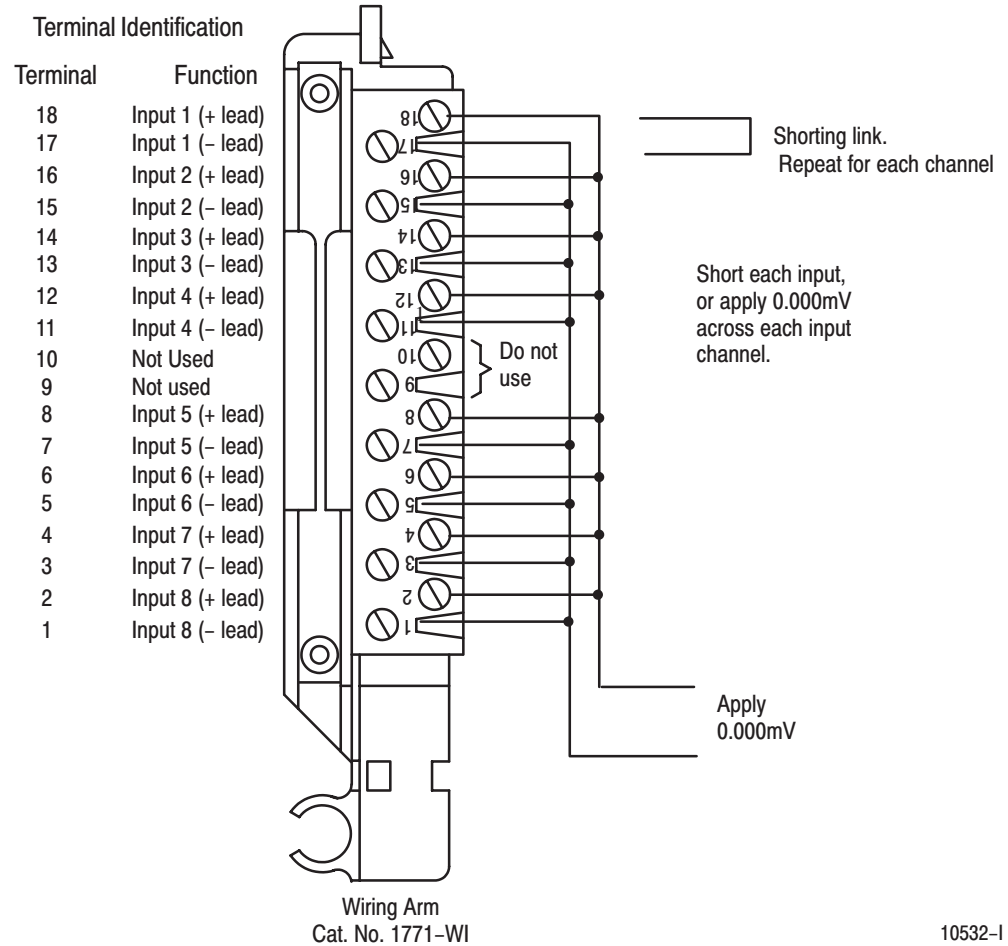 Terminal Identification
Terminal Function
18 Input 1 (+ lead)
17 Input 1 (– lead)
16 Input 2 (+ lead)
15 Input 2 (– lead)
14 Input 3 (+ lead)
13 Input 3 (– lead)
12 Input 4 (+ lead)
11 Input 4 (– lead)
10 Not Used
9 Not used
8 Input 5 (+ lead)
7 Input 5 (– lead)
6 Input 6 (+ lead)
5 Input 6 (– lead)
4 Input 7 (+ lead)
3 Input 7 (– lead)
2 Input 8 (+ lead)
1 Input 8 (– lead)
18
17
16
15
14
13
12
11
10
9
8
7
6
5
4
3
2
1
Do not
use
Shorting link.
Repeat for each channel
Short each input,
or apply 0.000mV
across each input
channel.
Apply
0.000mV
Wiring Arm
Cat. No. 1771–WI
10532–I